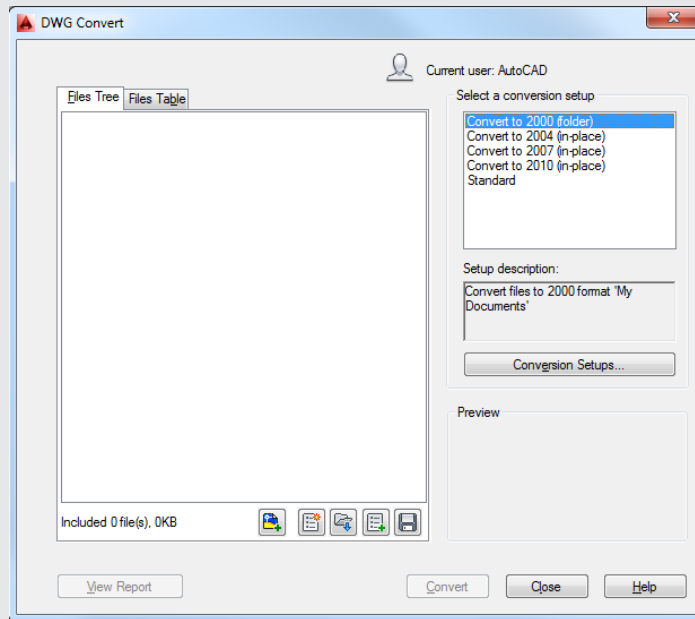 DWG Convert
Current user: AutoCAD
Files Tree
Files Table
Select a conversion setup
Convert to 2000 (folder)
Convert to 2004 (in-place)
Convert to 2007 (in-place)
Convert to 2010 (in-place)
Standard
Setup description:
Convert files to 2000 format 'My
Documents'
Conversion Setups...
Preview
Included 0 file(s), 0KB
View Report
Convert
Close
Help